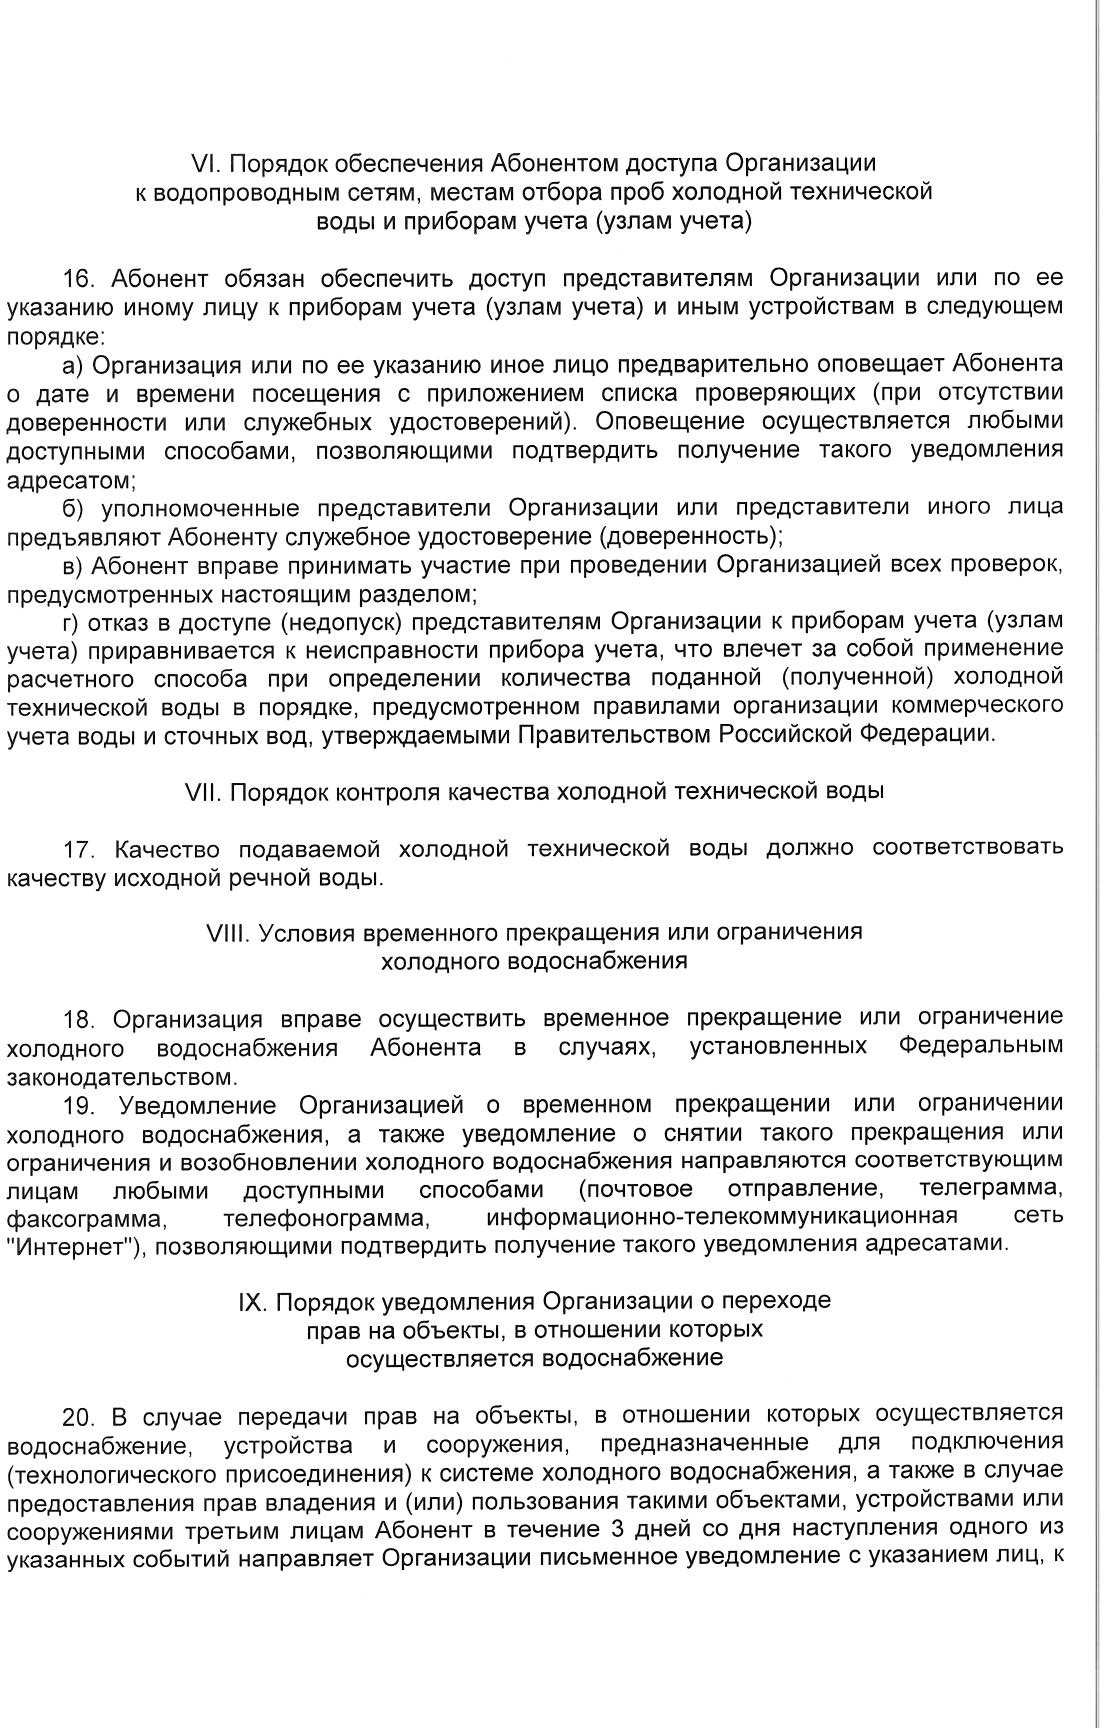 VI. Порядок обеспечения Абонентом доступа Организации
к водопроводным сетям, местам отбора проб холодной технической
воды и приборам учета (узлам учета)
16. Абонент обязан обеспечить доступ представителям Организации или по ее
указанию иному лицу к приборам учета (узлам учета) и иным устройствам в следующем
порядке:
а) Организация или по ее указанию иное лицо предварительно оповещает Абонента
о дате и времени посещения с приложением списка проверяющих (при отсутствии
доверенности или служебных удостоверений). Оповещение осуществляется любыми
доступными способами, позволяющими подтвердить получение такого уведомления
адресатом;
б) уполномоченные представители Организации или представители иного лица
предъявляют Абоненту служебное удостоверение (доверенность);
в) Абонент вправе принимать участие при проведении Организацией всех проверок,
предусмотренных настоящим разделом;
г) отказ в доступе (недопуск) представителям Организации к приборам учета (узлам
учета) приравнивается к неисправности прибора учета, что влечет за собой применение
расчетного способа при определении количества поданной (полученной) холодной
технической воды в порядке, предусмотренном правилами организации коммерческого
учета воды и сточных вод, утверждаемыми Правительством Российской Федерации.
VII. Порядок контроля качества холодной технической воды
17. Качество подаваемой холодной технической воды должно соответствовать
качеству исходной речной воды.
VIII. Условия временного прекращения или ограничения
холодного водоснабжения
18. Организация вправе осуществить временное прекращение или ограничение
холодного водоснабжения Абонента в случаях, установленных Федеральным
законодательством.
19. Уведомление Организацией о временном прекращении или ограничении
холодного водоснабжения, а также уведомление о снятии такого прекращения или
ограничения и возобновлении холодного водоснабжения направляются соответствующим
лицам любыми доступными способами (почтовое отправление, телеграмма,
факсограмма, телефонограмма, информационно-телекоммуникационная сеть
"Интернет"), позволяющими подтвердить получение такого уведомления адресатами.
IX. Порядок уведомления Организации о переходе
прав на объекты, в отношении которых
осуществляется водоснабжение
20. В случае передачи прав на объекты, в отношении которых осуществляется
водоснабжение, устройства и сооружения, предназначенные для подключения
(технологического присоединения) к системе холодного водоснабжения, а также в случае
предоставления прав владения и (или) пользования такими объектами, устройствами или
сооружениями третьим лицам Абонент в течение 3 дней со дня наступления одного из
указанных событий направляет Организации письменное уведомление с указанием лиц, к